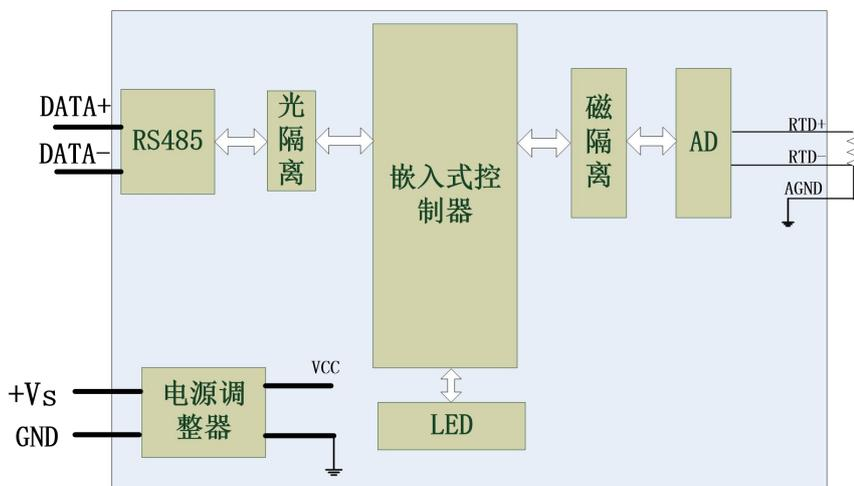 DATA+
DATA-
RS485
光
隔
离
嵌入式控
制器
磁
隔
离
AD
RTD+
RTD-
AGND
+Vs
GND
电源调
整器
VCC
LED